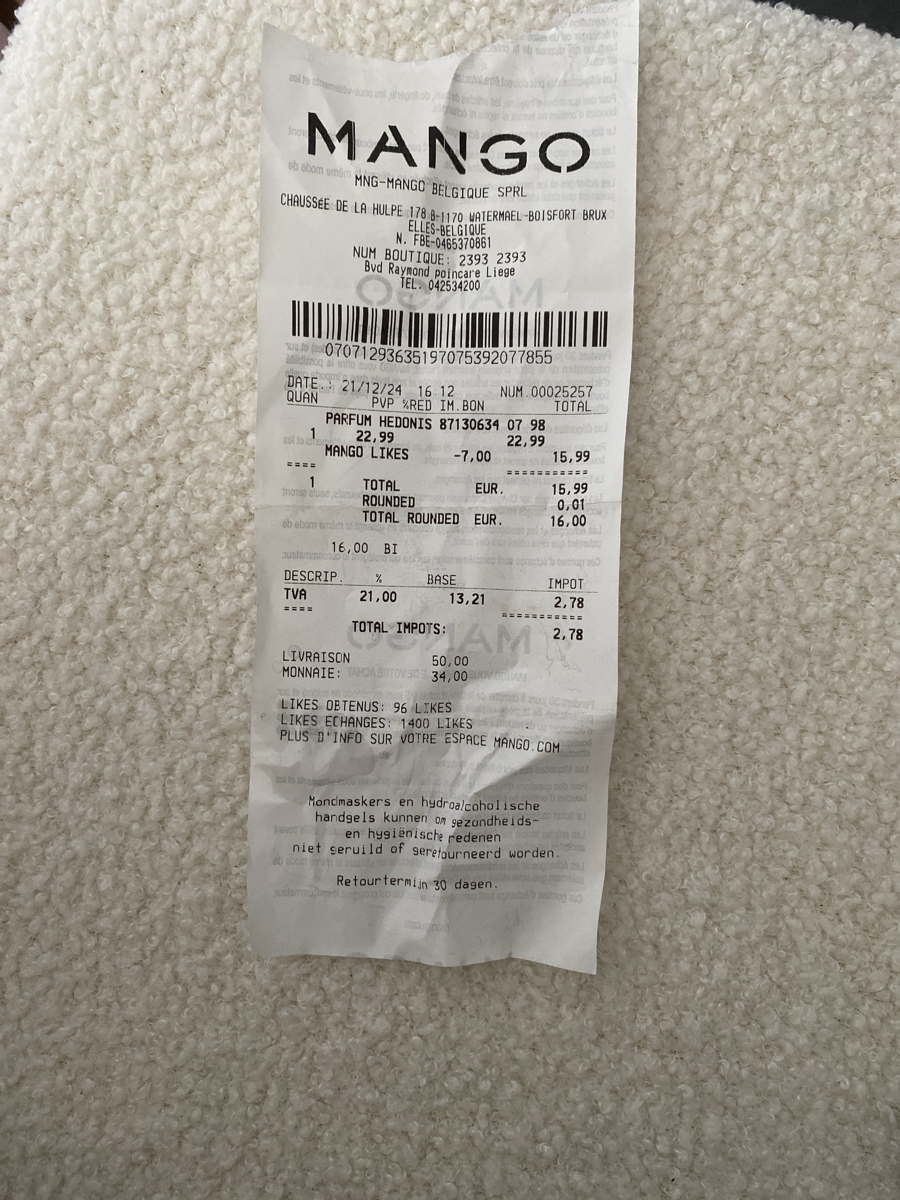 MANGO
MNG-MANGO BELGIQUE SPRL
CHAUSSéE DE LA HULPE 178 B-1170 WATERMAEL-BOISFORT BRUX
ELLES-BELGIQUE
N. FBE-0465370861
NUM BOUTIQUE: 2393 2393
Bvd Raymond poincare Liege
TEL. 042534200
07071293635197075392077855
DATE.: 21/12/24 16 12 NUM.00025257
QUAN PVP %RED IM.BON TOTAL
PARFUM HEDONIS 87130634 07 98
1 22,99 22,99
MANGO LIKES -7,00 15,99
==== ===========
1 TOTAL EUR. 15,99
ROUNDED 0,01
TOTAL ROUNDED EUR. 16,00
16,00 BI
DESCRIP. % BASE IMPOT
TVA 21,00 13,21 2,78
==== ===========
TOTAL IMPOTS: 2,78
LIVRAISON 50,00
MONNAIE: 34,00
LIKES OBTENUS: 96 LIKES
LIKES ECHANGES: 1400 LIKES
PLUS D'INFO SUR VOTRE ESPACE MANGO.COM
Mondmaskers en hydroalcoholische
handgels kunnen om gezondheids-
en hygiënische redenen
niet geruild of geretourneerd worden.
Retourtermijn 30 dagen.